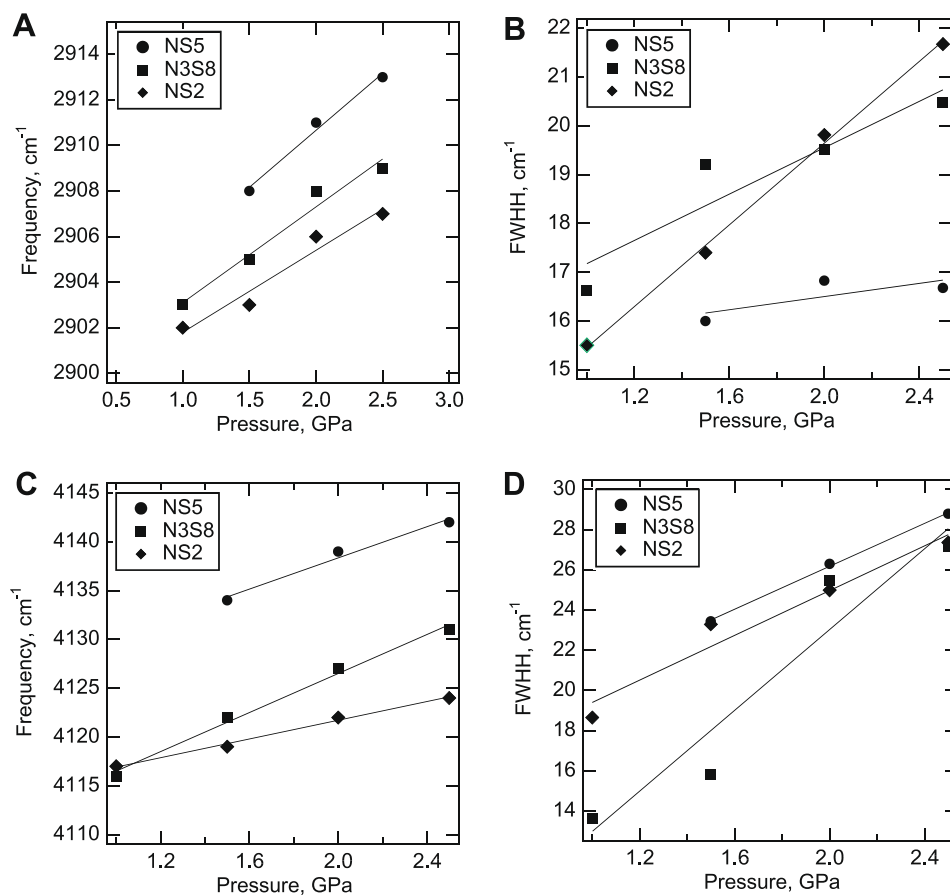 A
NS5
N3S8
NS2
2914
2912
2910
2908
2906
2904
2902
2900
Frequency, cm-1
0.5 1.0 1.5 2.0 2.5 3.0
Pressure, GPa
B
NS5
N3S8
NS2
22
21
20
19
18
17
16
15
FWHH, cm-1
1.2 1.6 2.0 2.4
Pressure, GPa
C
NS5
N3S8
NS2
4145
4140
4135
4130
4125
4120
4115
4110
Frequency, cm-1
1.2 1.6 2.0 2.4
Pressure, GPa
D
NS5
N3S8
NS2
30
28
26
24
22
20
18
16
14
FWHH, cm-1
1.2 1.6 2.0 2.4
Pressure, GPa